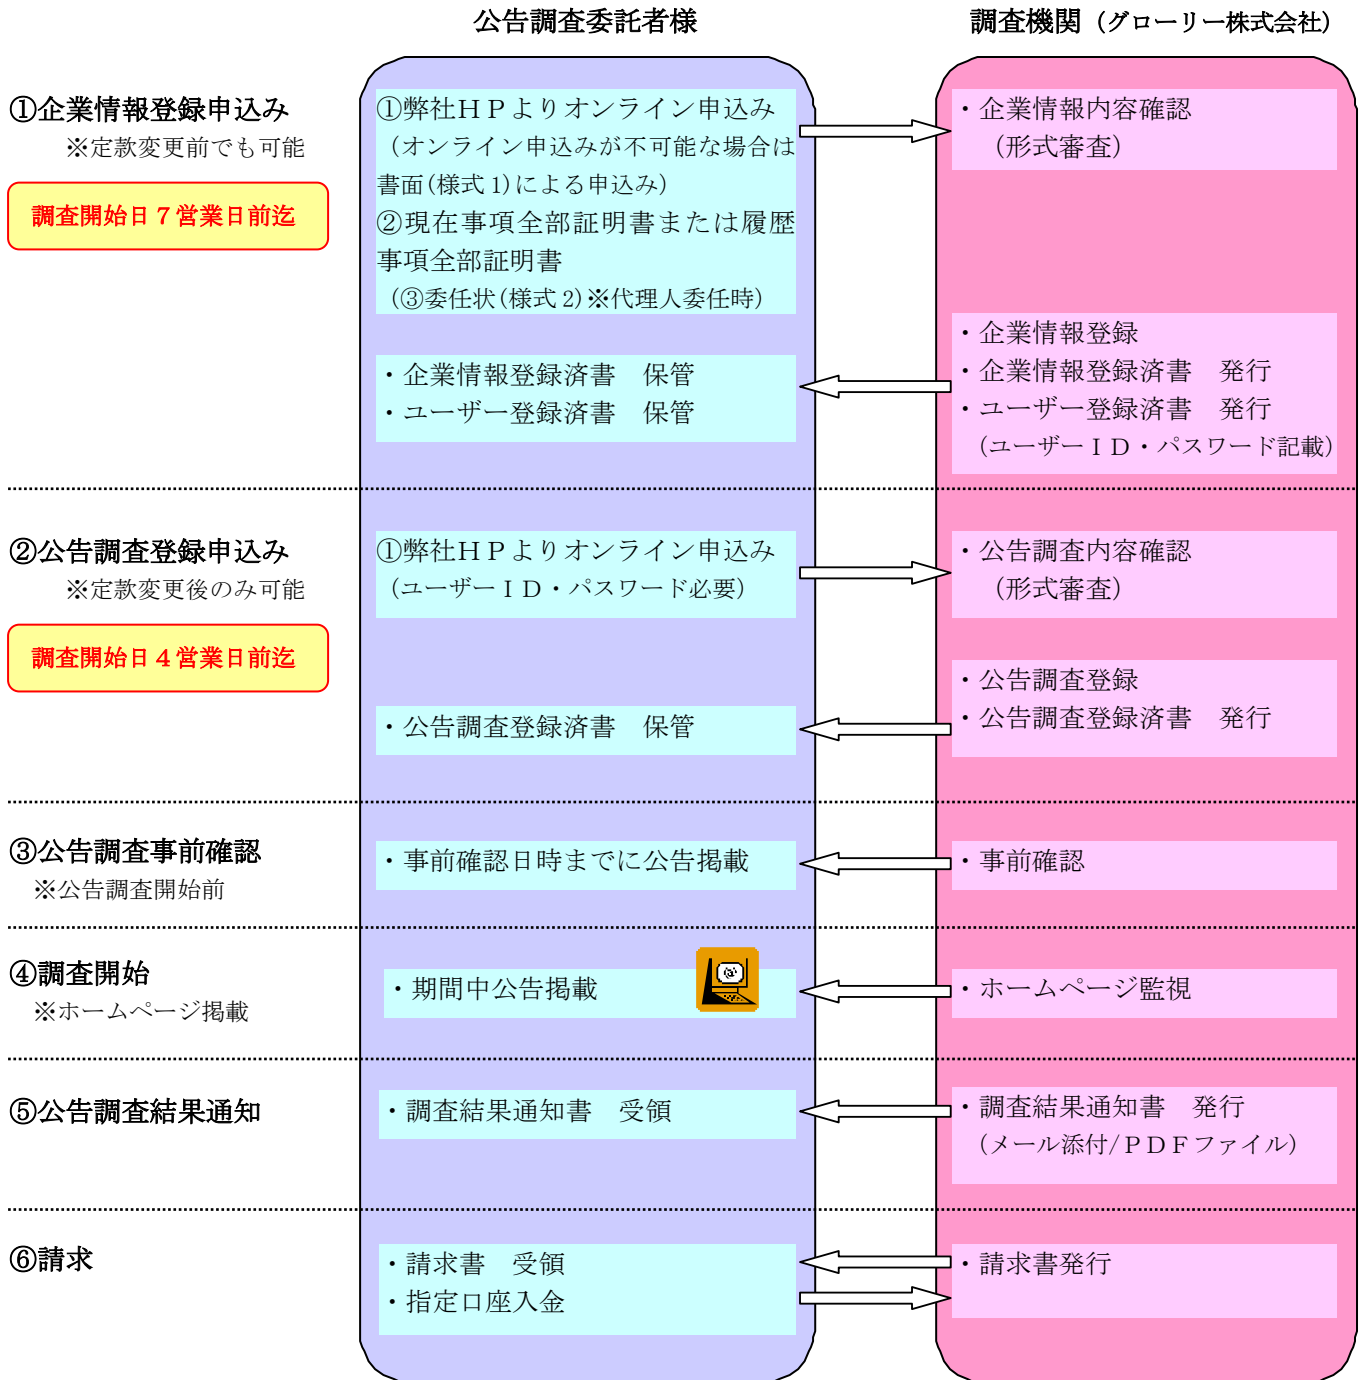 公告調査委託者様
調査機関（グローリー株式会社）
①企業情報登録申込み
※定款変更前でも可能
調査開始日７営業日前迄
①弊社ＨＰよりオンライン申込み
（オンライン申込みが不可能な場合は
書面(様式1)による申込み）
②現在事項全部証明書または履歴
事項全部証明書
（③委任状(様式2)※代理人委任時）
・企業情報内容確認
（形式審査）
・企業情報登録済書　保管
・ユーザー登録済書　保管
・企業情報登録
・企業情報登録済書　発行
・ユーザー登録済書　発行
（ユーザーＩＤ・パスワード記載）
②公告調査登録申込み
※定款変更後のみ可能
調査開始日４営業日前迄
①弊社ＨＰよりオンライン申込み
（ユーザーＩＤ・パスワード必要）
・公告調査内容確認
（形式審査）
・公告調査登録済書　保管
・公告調査登録
・公告調査登録済書　発行
③公告調査事前確認
※公告調査開始前
・事前確認日時までに公告掲載
・事前確認
④調査開始
※ホームページ掲載
・期間中公告掲載
@
・ホームページ監視
⑤公告調査結果通知
・調査結果通知書　受領
・調査結果通知書　発行
（メール添付/ＰＤＦファイル）
⑥請求
・請求書　受領
・指定口座入金
・請求書発行